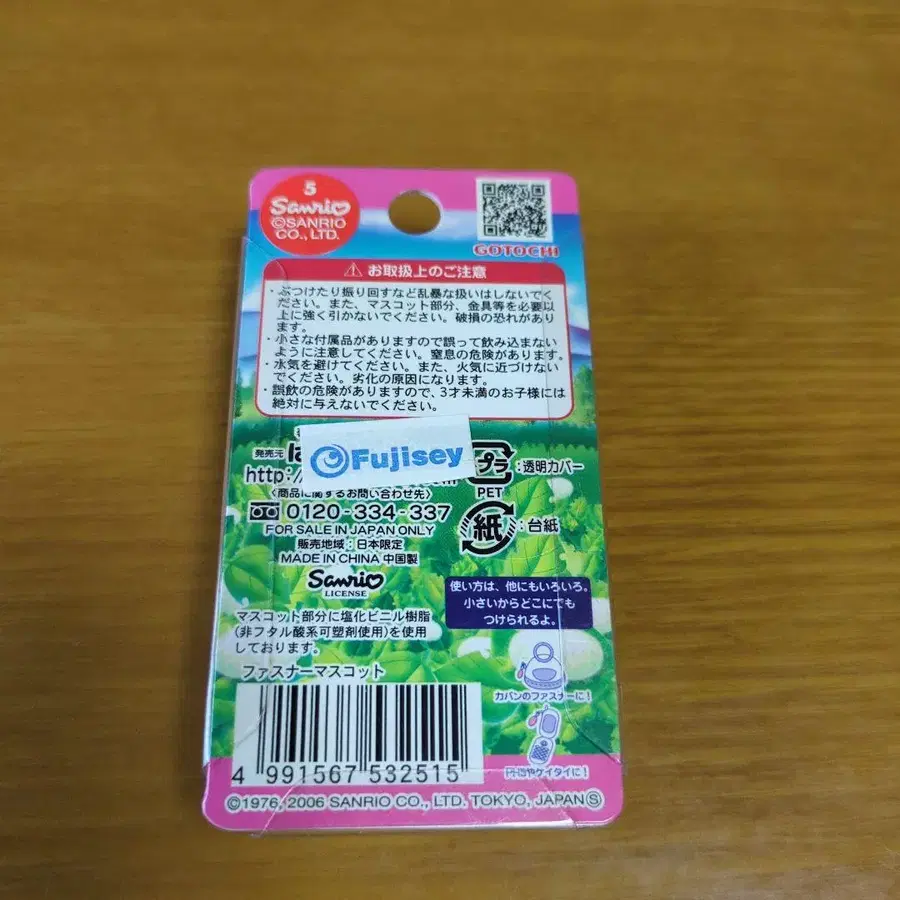 5
Sanrio
©SANRIO
CO., LTD.
GOTOCHI
お取扱上のご注意
・ぶつけたり振り回すなど乱暴な扱いはしないでく
ださい。また、マスコット部分、金具等を必要以
上に強く引かないでください。破損の恐れがあり
ます。
・小さな付属品がありますので誤って飲み込まない
ように注意してください。窒息の危険があります。
・水気を避けてください。また、火気に近づけない
でください。劣化の原因になります。
・誤飲の危険がありますので、3才未満のお子様には
絶対に与えないでください。
発売元
Fujisey
http://
プラ
:透明カバー
PET
〈商品に関するお問い合わせ先〉
0120-334-337
FOR SALE IN JAPAN ONLY
販売地域:日本限定
MADE IN CHINA 中国製
紙
:台紙
Sanrio
LICENSE
使い方は、他にもいろいろ。
小さいからどこにでも
つけられるよ。
マスコット部分に塩化ビニル樹脂
(非フタル酸系可塑剤使用)を使用
しております。
ファスナーマスコット
カバンのファスナーに!
やケイタイに!
4 991567 532515
©1976, 2006 SANRIO CO., LTD. TOKYO, JAPAN Ⓢ